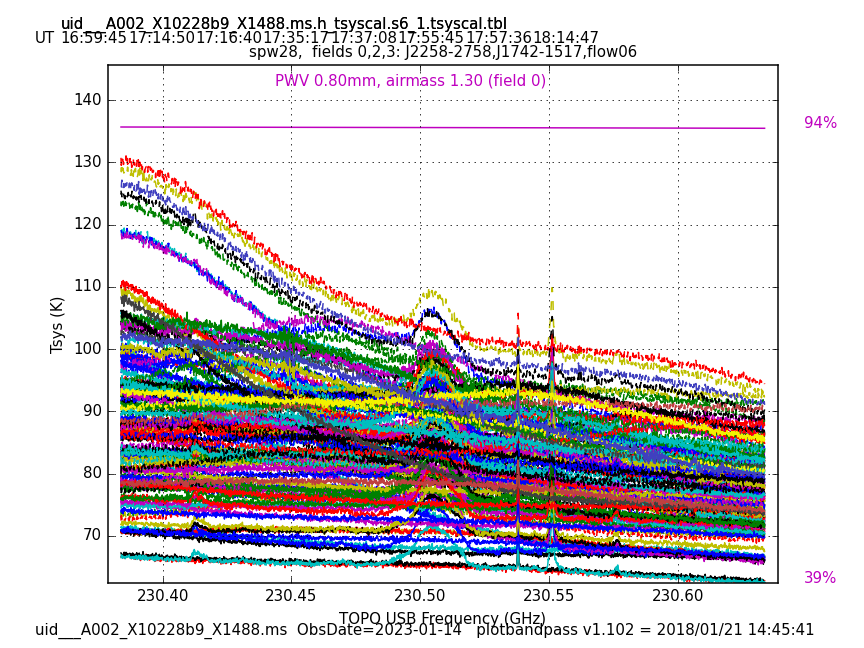 uid___A002_X10228b9_X1488.ms.h_tsyscal.s6_1.tsyscal.tbl
UT 16:59:45 17:14:50 17:16:40 17:35:17 17:37:08 17:55:45 17:57:36 18:14:47
spw28,  fields 0,2,3: J2258-2758,J1742-1517,flow06
PWV 0.80mm, airmass 1.30 (field 0)
140
94%
130
120
110
Tsys (K)
100
90
80
70
39%
230.40 230.45 230.50 230.55 230.60
TOPO USB Frequency (GHz)
uid___A002_X10228b9_X1488.ms  ObsDate=2023-01-14   plotbandpass v1.102 = 2018/01/21 14:45:41